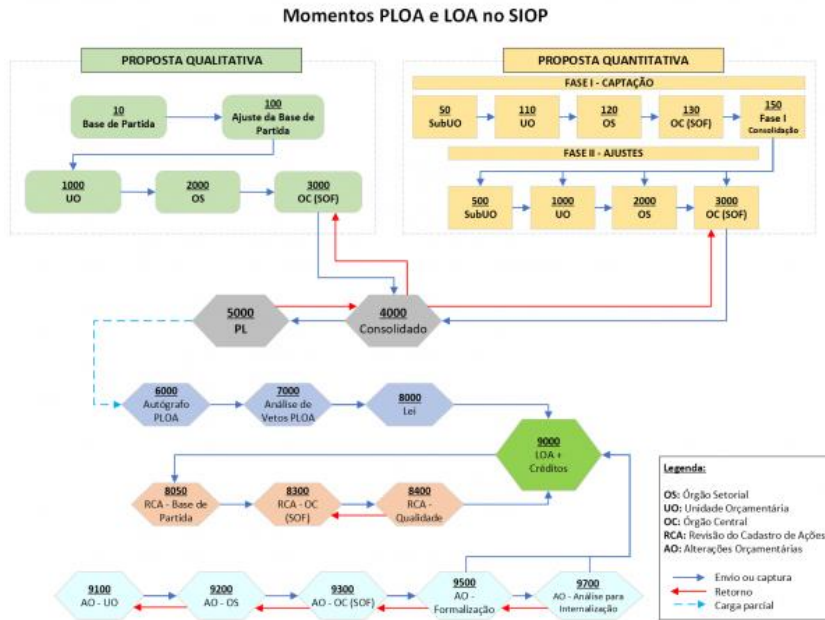 Momentos PLOA e LOA no SIOP
PROPOSTA QUALITATIVA
10
Base de Partida
100
Ajuste da Base de
Partida
1000
UO
2000
OS
3000
OC (SOF)
PROPOSTA QUANTITATIVA
FASE I - CAPTAÇÃO
50
SubUO
110
UO
120
OS
130
OC (SOF)
150
Fase I
Consolidação
FASE II - AJUSTES
500
SubUO
1000
UO
2000
OS
3000
OC (SOF)
5000
PL
4000
Consolidado
6000
Autógrafo
PLOA
7000
Análise de
Vetos PLOA
8000
Lei
9000
LOA +
Créditos
8050
RCA - Base de
Partida
8300
RCA - OC
(SOF)
8400
RCA -
Qualidade
9100
AO - UO
9200
AO - OS
9300
AO - OC (SOF)
9500
AO -
Formalização
9700
AO - Análise para
Internalização
Legenda:
OS: Órgão Setorial
UO: Unidade Orçamentária
OC: Órgão Central
RCA: Revisão do Cadastro de Ações
AO: Alterações Orçamentárias
Envio ou captura
Retorno
Carga parcial